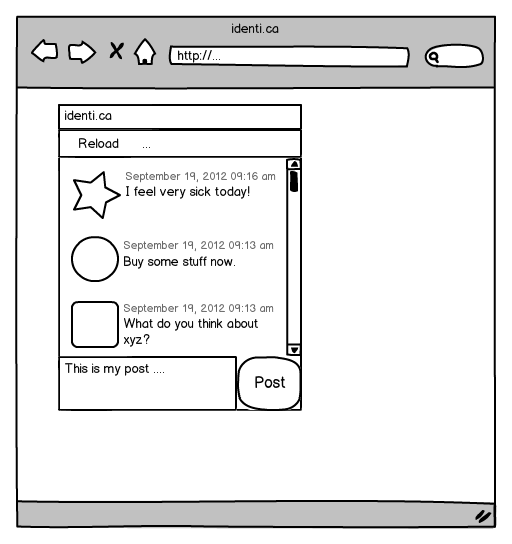 identi.ca
http://...
identi.ca
Reload ...
September 19, 2012 09:16 am
I feel very sick today!
September 19, 2012 09:13 am
Buy some stuff now.
September 19, 2012 09:13 am
What do you think about
xyz?
This is my post ....
Post